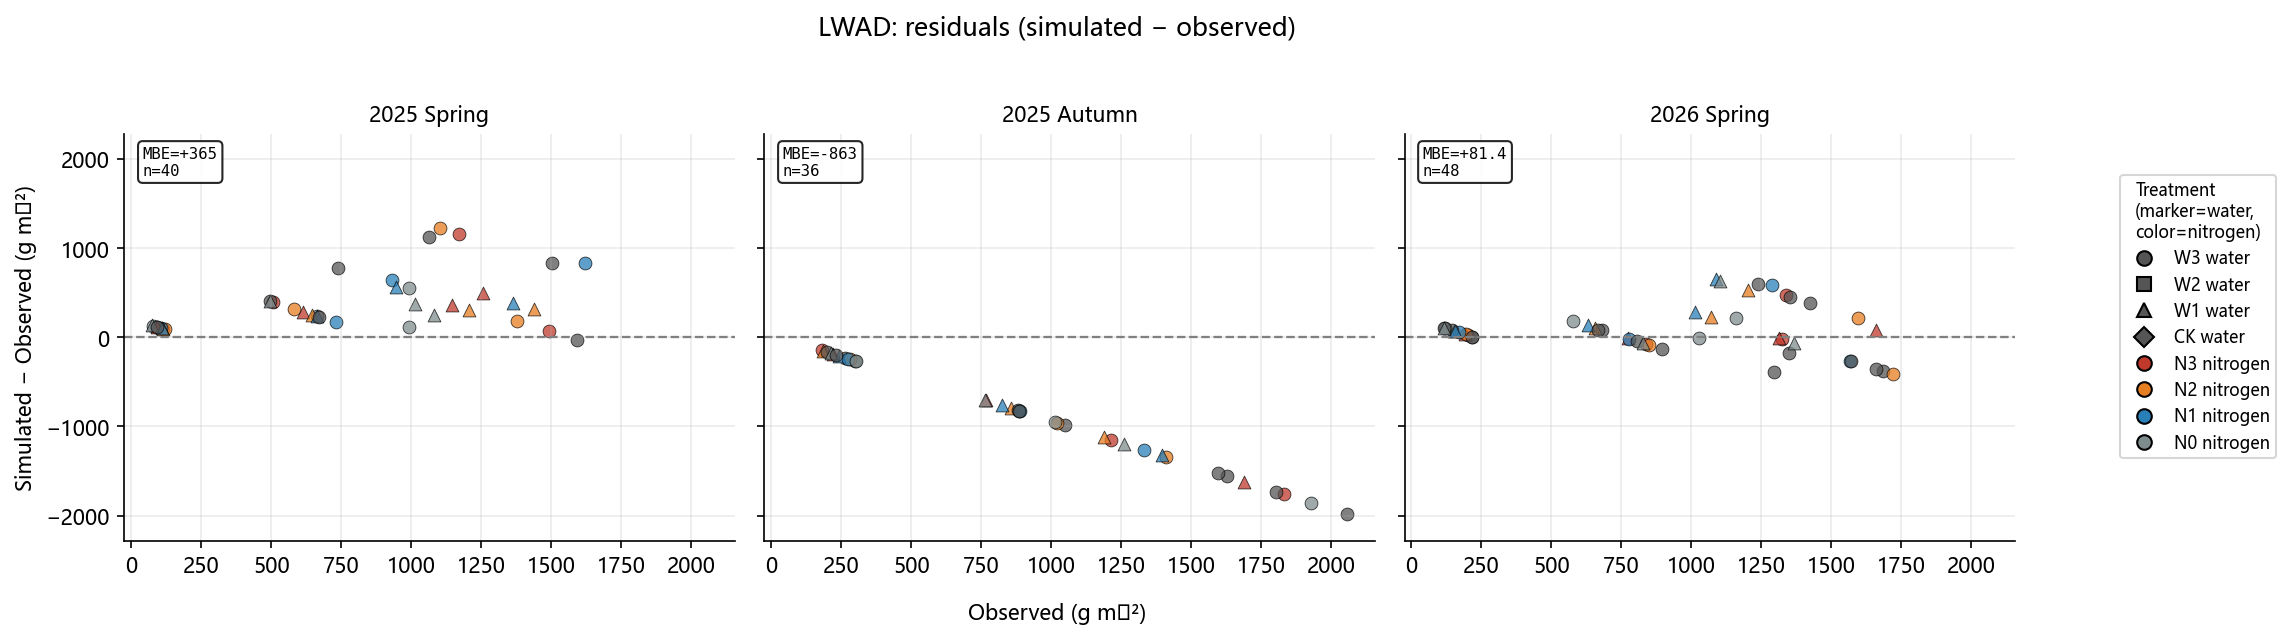 LWAD: residuals (simulated − observed)
2025 Spring
2025 Autumn
2026 Spring
MBE=+365
n=40
MBE=-863
n=36
MBE=+81.4
n=48
Simulated − Observed (g m□²)
2000
1000
0
−1000
−2000
0 250 500 750 1000 1250 1500 1750 2000
0 250 500 750 1000 1250 1500 1750 2000
0 250 500 750 1000 1250 1500 1750 2000
Observed (g m□²)
Treatment
(marker=water,
color=nitrogen)
W3 water
W2 water
W1 water
CK water
N3 nitrogen
N2 nitrogen
N1 nitrogen
N0 nitrogen